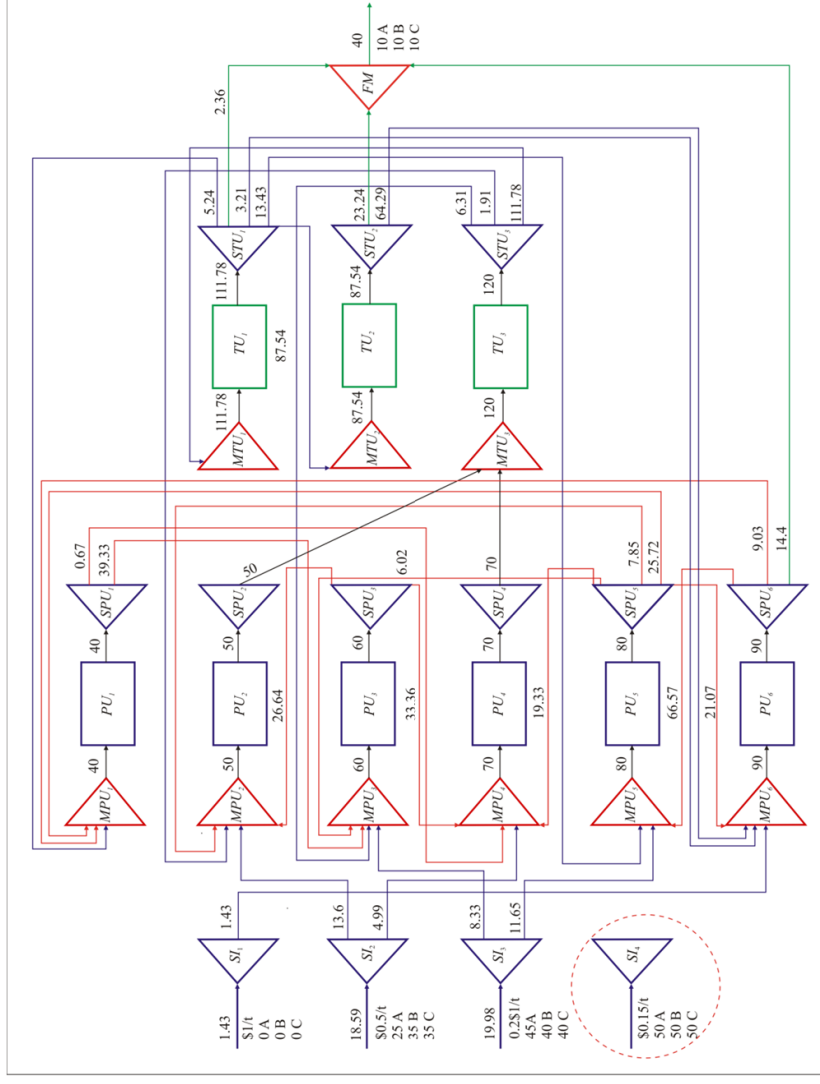 40
10 A
10 B
10 C
FM
2.36
5.24
3.21
13.43
23.24
64.29
6.31
1.91
111.78
STU1
STU2
STU3
111.78
87.54
120
TU1
TU2
TU3
87.54
111.78
87.54
120
MTU1
MTU2
MTU3
0.67
39.33
50
6.02
70
7.85
25.72
9.03
14.4
SPU1
SPU2
SPU3
SPU4
SPU5
SPU6
40
50
60
70
80
90
PU1
PU2
PU3
PU4
PU5
PU6
26.64
33.36
19.33
66.57
21.07
40
50
60
70
80
90
MPU1
MPU2
MPU3
MPU4
MPU5
MPU6
1.43
13.6
4.99
8.33
11.65
SI1
SI2
SI3
SI4
1.43
$1/t
0 A
0 B
0 C
18.59
$0.5/t
25 A
35 B
35 C
19.98
0.2$1/t
45A
40 B
40 C
$0.15/t
50 A
50 B
50 C